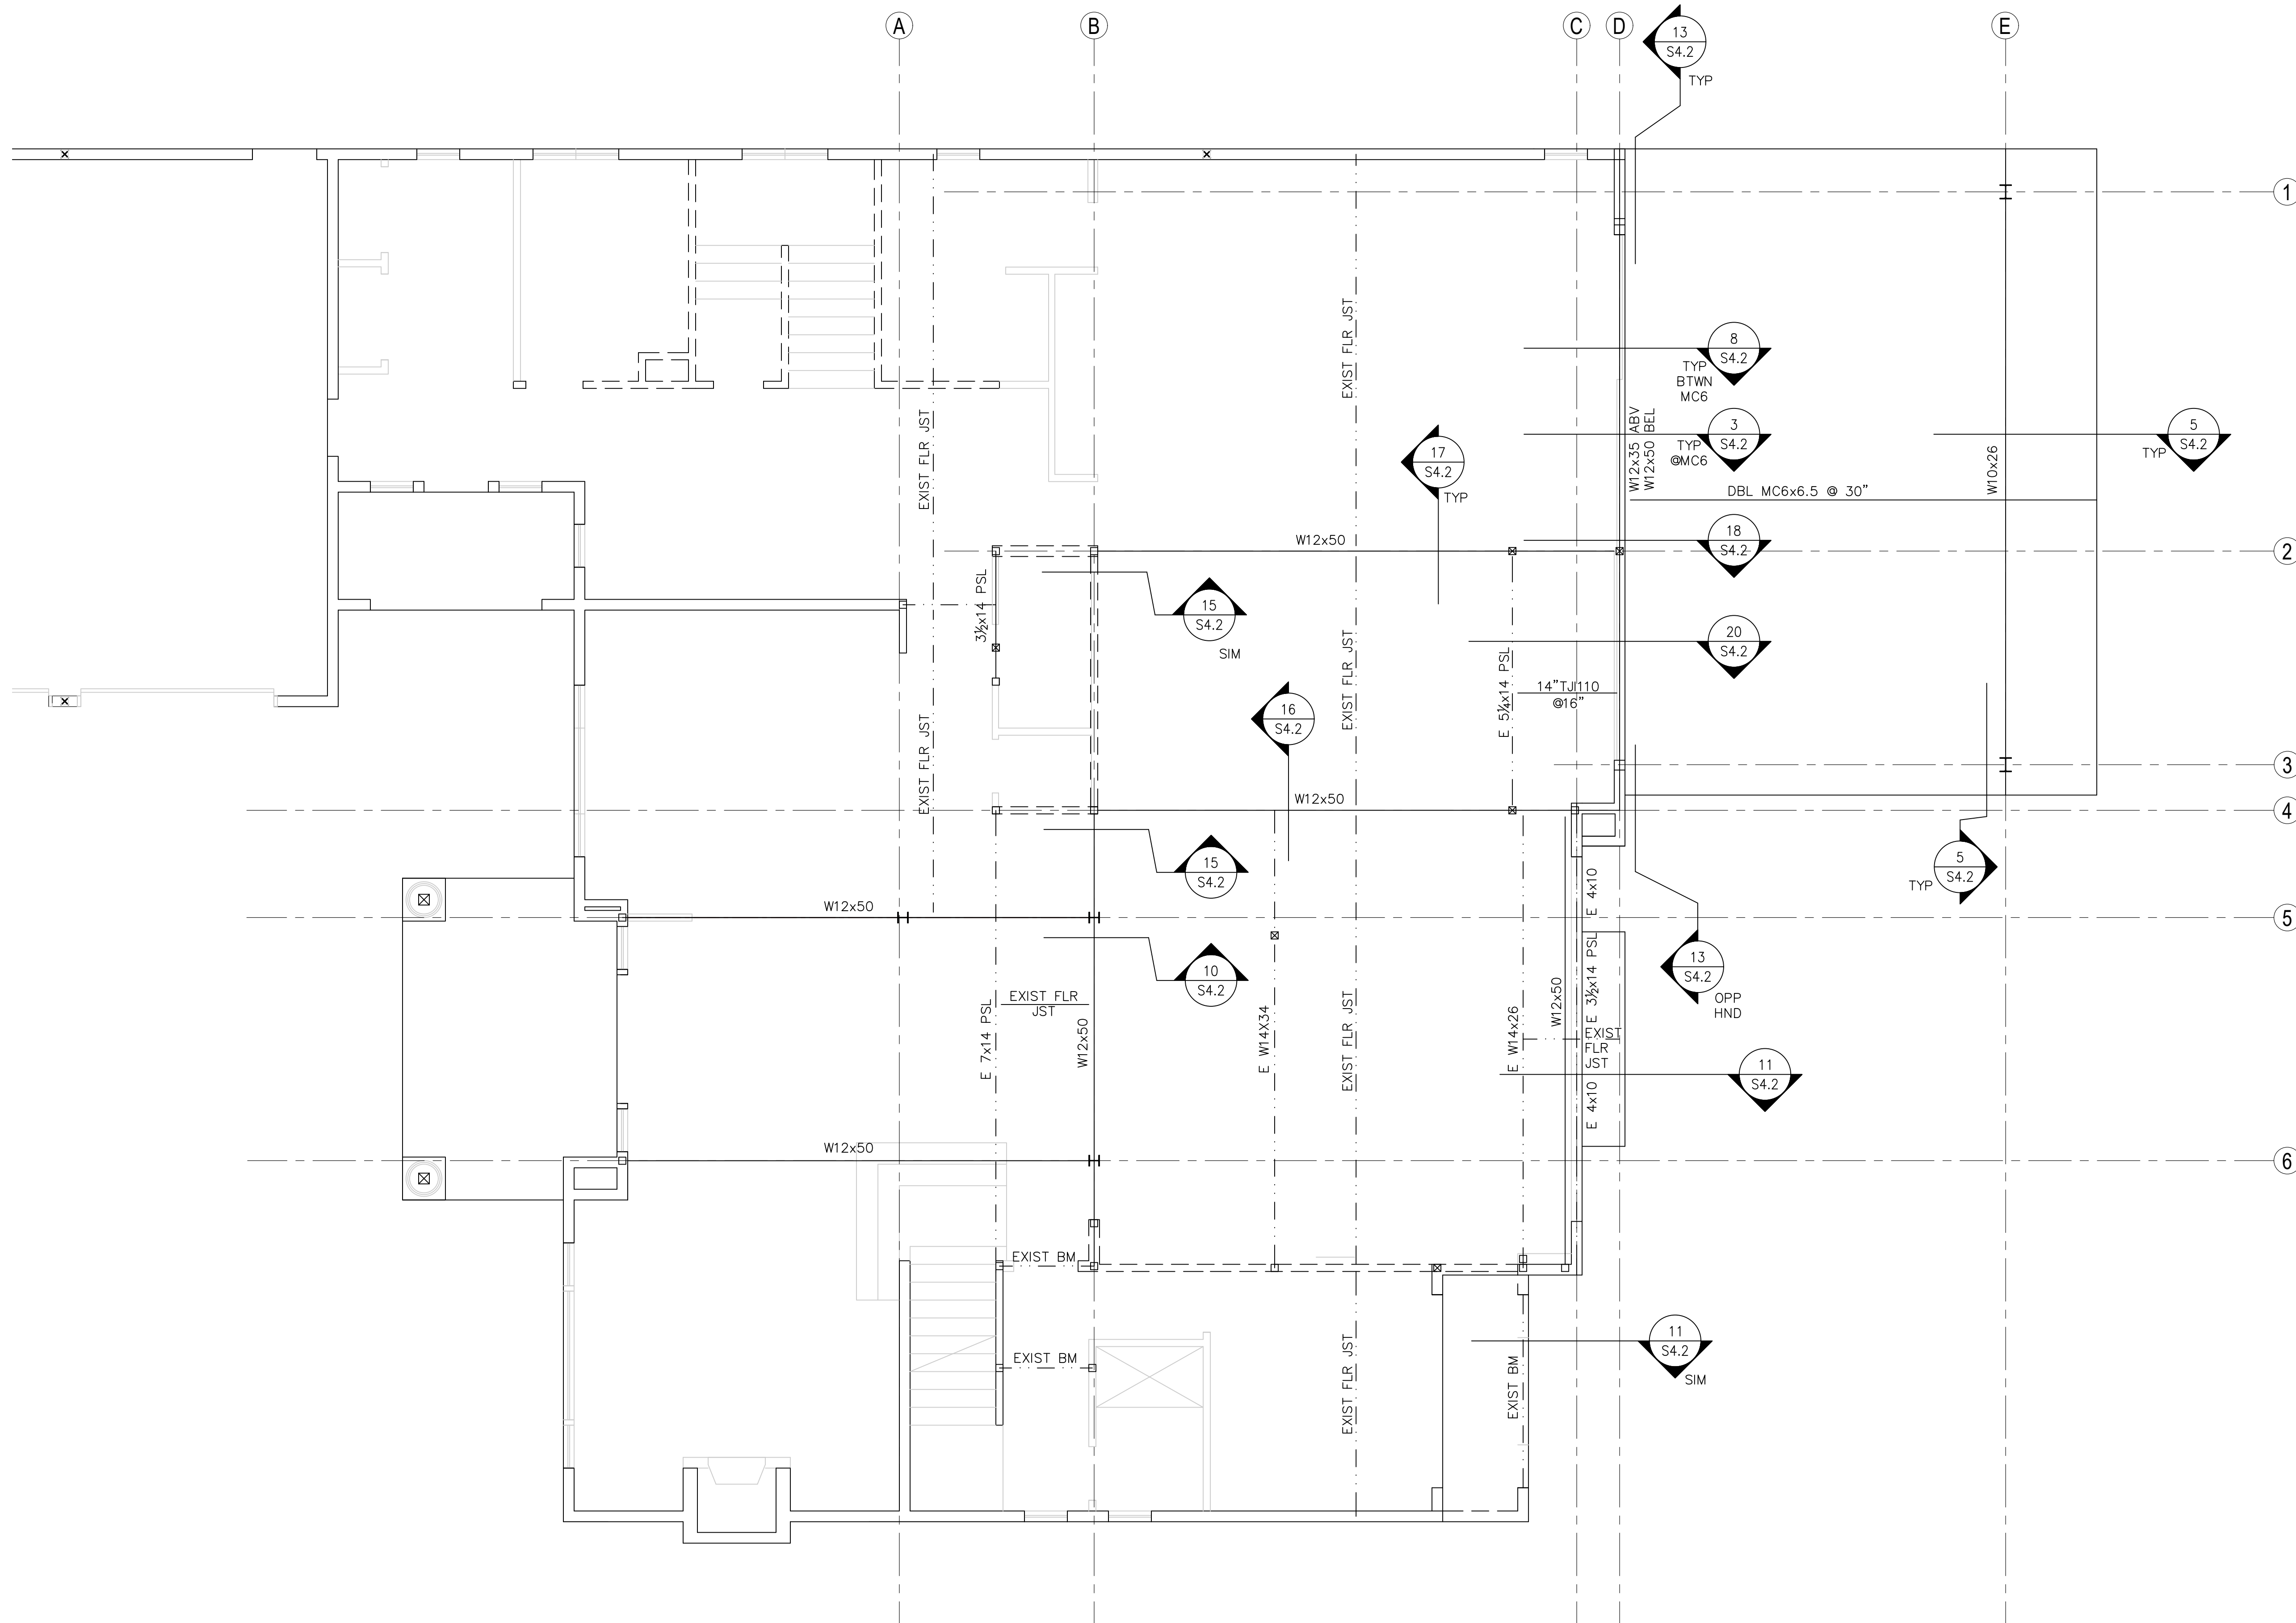 A
B
C
D
E
13
S4.2
TYP
1
EXIST FLR JST
8
S4.2
TYP
BTWN
MC6
3
S4.2
TYP
@MC6
5
S4.2
TYP
W12x35 ABV
W12x50 BEL
W10x26
EXIST FLR JST
17
S4.2
TYP
DBL MC6x6.5 @ 30"
18
S4.2
W12x50
2
3½x14 PSL
15
S4.2
SIM
20
S4.2
EXIST FLR JST
E 5¼x14 PSL
14"TJI110
@16"
16
S4.2
EXIST FLR JST
3
W12x50
4
15
S4.2
5
S4.2
TYP
E 4x10
W12x50
5
10
S4.2
13
S4.2
OPP
HND
EXIST FLR
JST
E 7x14 PSL
W12x50
E W14X34
EXIST FLR JST
E W14x26
W12x50
E 3½x14 PSL
EXIST
FLR
JST
11
S4.2
E 4x10
W12x50
6
EXIST BM
EXIST BM
EXIST FLR JST
EXIST BM
11
S4.2
SIM